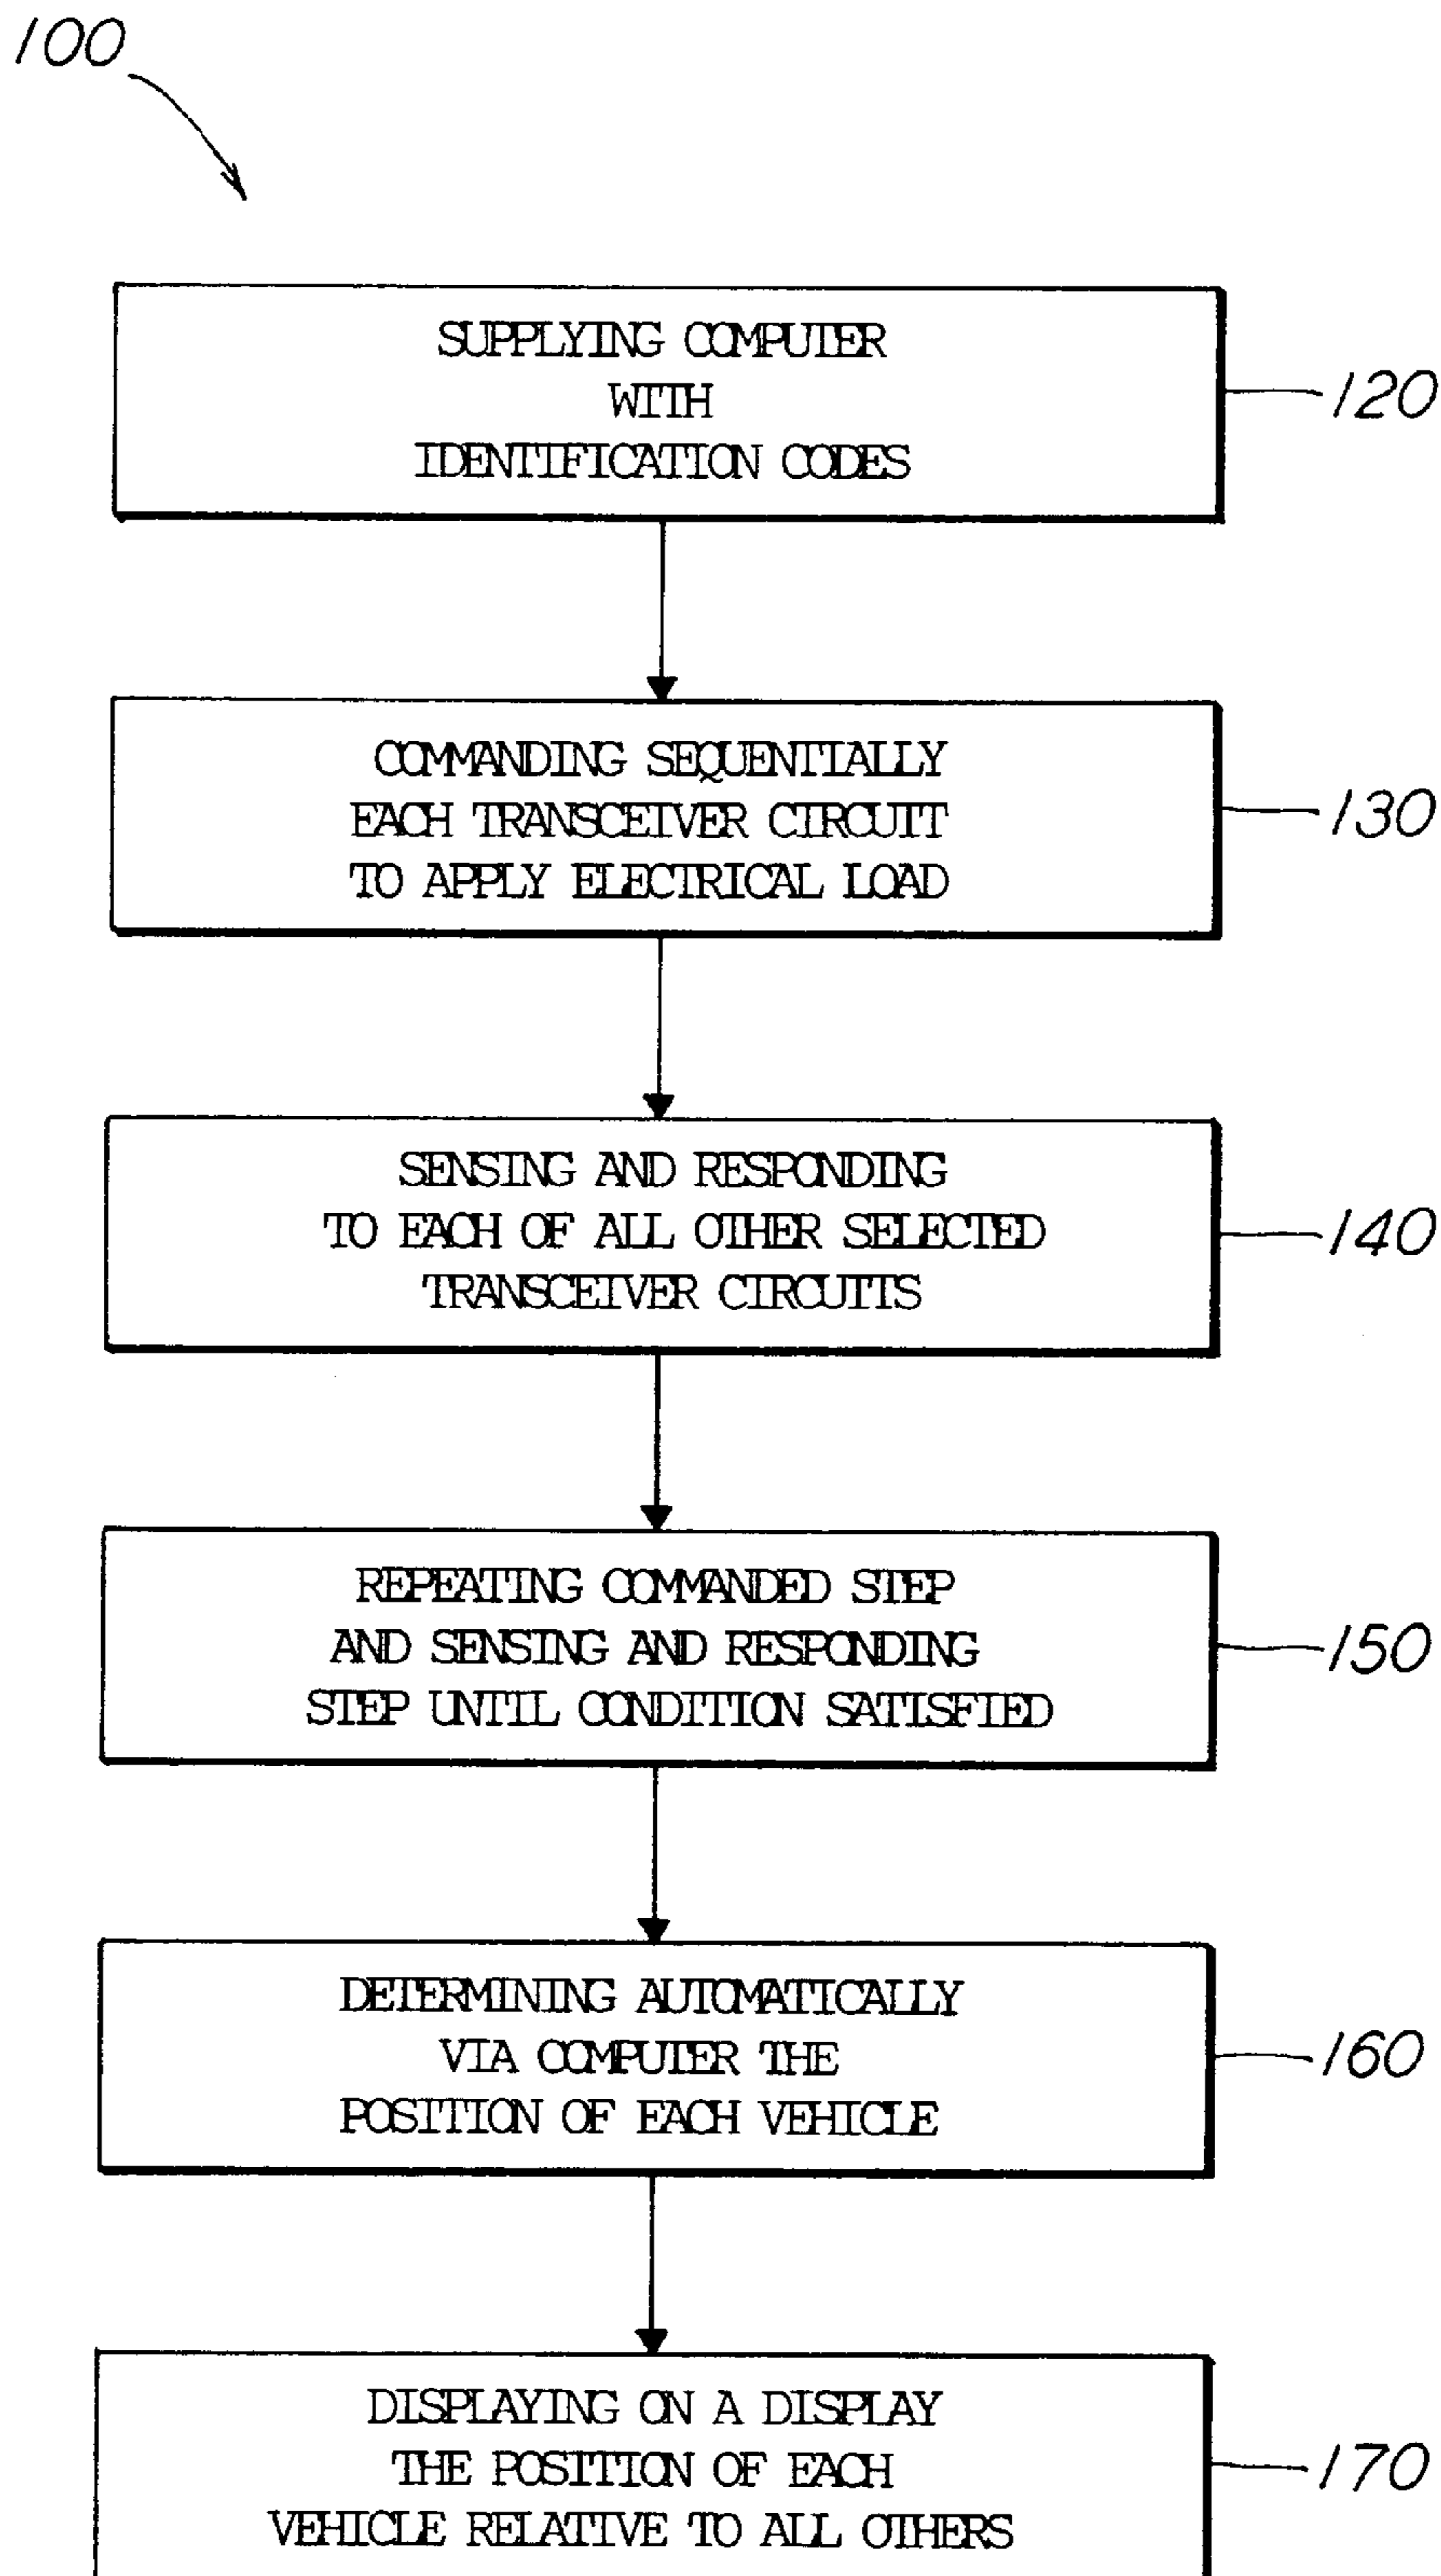 100
SUPPLYING COMPUTER
WITH
IDENTIFICATION CODES
120
COMMANDING SEQUENTIALLY
EACH TRANSCEIVER CIRCUIT
TO APPLY ELECTRICAL LOAD
130
SENSING AND RESPONDING
TO EACH OF ALL OTHER SELECTED
TRANSCEIVER CIRCUITS
140
REPEATING COMMANDED STEP
AND SENSING AND RESPONDING
STEP UNTIL CONDITION SATISFIED
150
DETERMINING AUTOMATICALLY
VIA COMPUTER THE
POSITION OF EACH VEHICLE
160
DISPLAYING ON A DISPLAY
THE POSITION OF EACH
VEHICLE RELATIVE TO ALL OTHERS
170